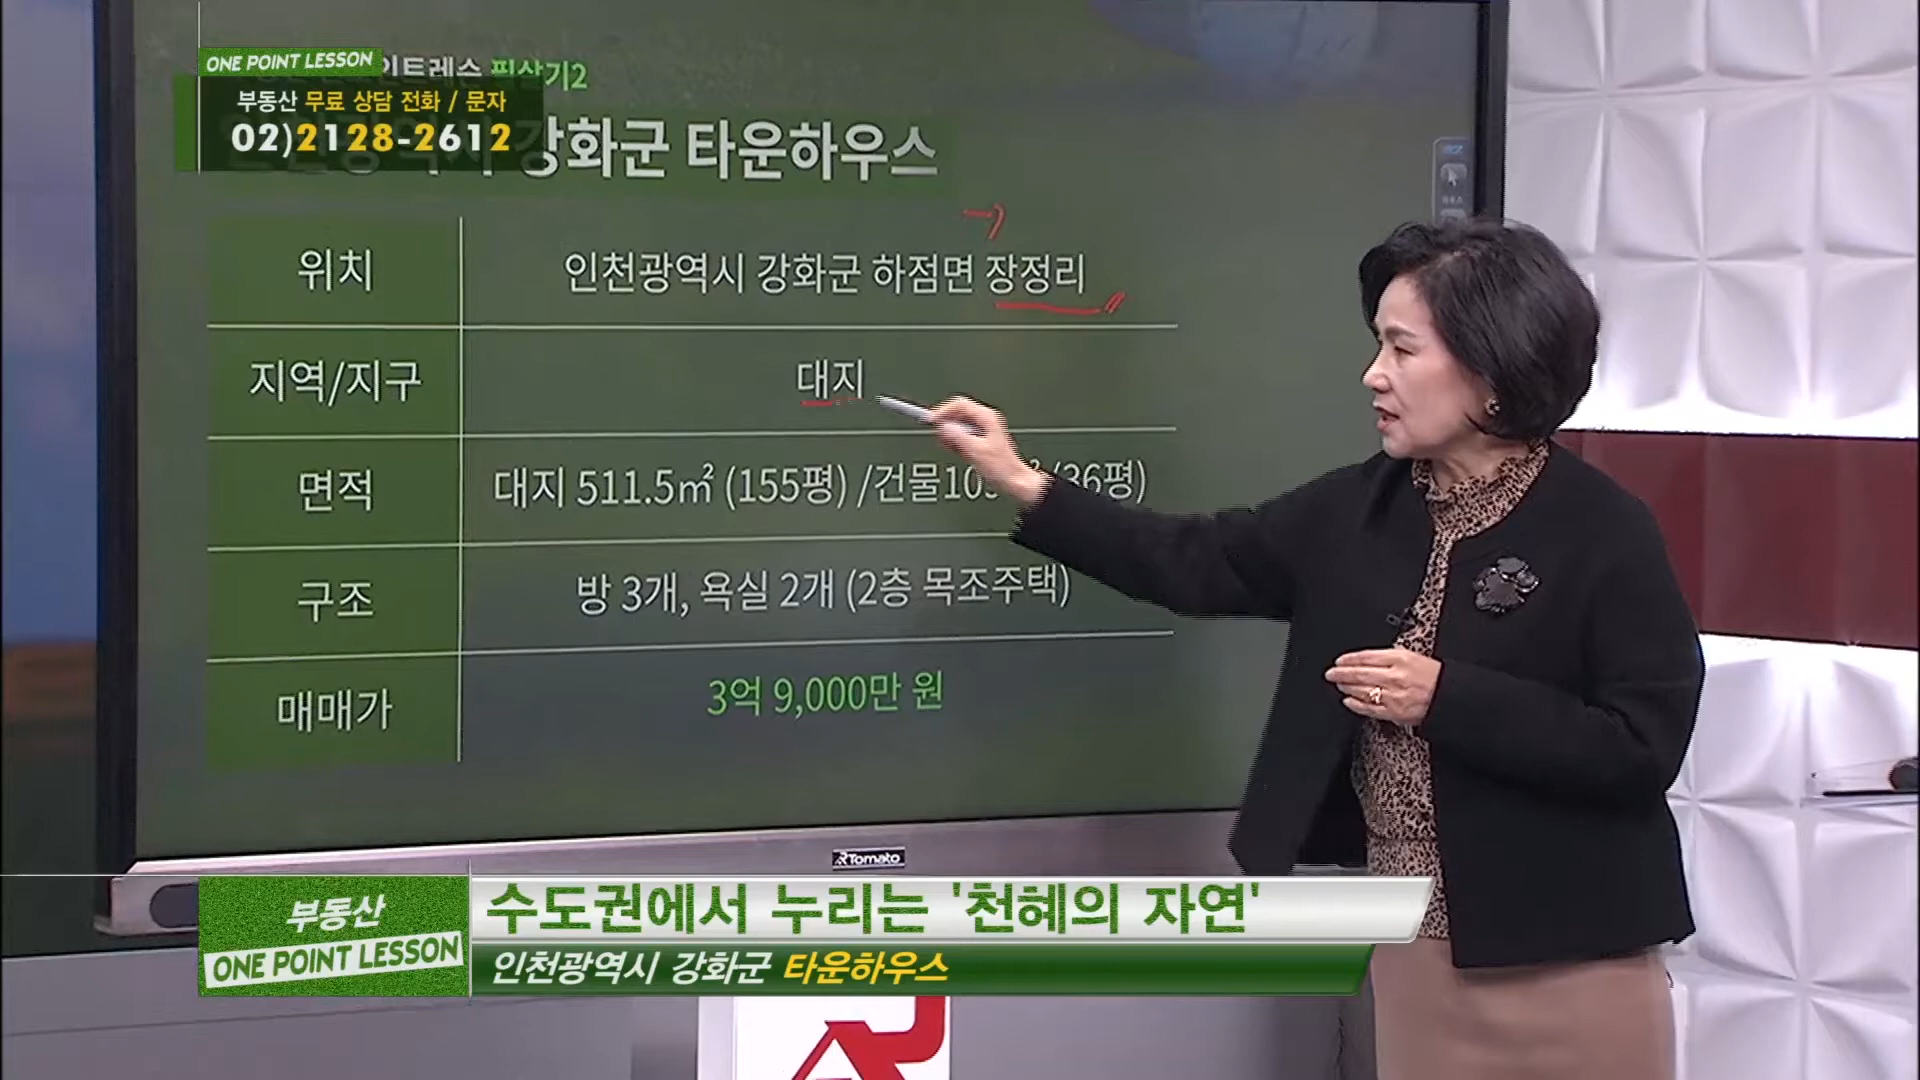 ONE POINT LESSON
부동산 무료 상담 전화 / 문자
02)2128-2612
필살기2
강화군 타운하우스
위치
인천광역시 강화군 하점면 장정리
지역/지구
대지
면적
대지 511.5㎡ (155평) /건물10 (36평)
구조
방 3개, 욕실 2개 (2층 목조주택)
매매가
3억 9,000만 원
Tomato
부동산
ONE POINT LESSON
수도권에서 누리는 '천혜의 자연'
인천광역시 강화군 타운하우스